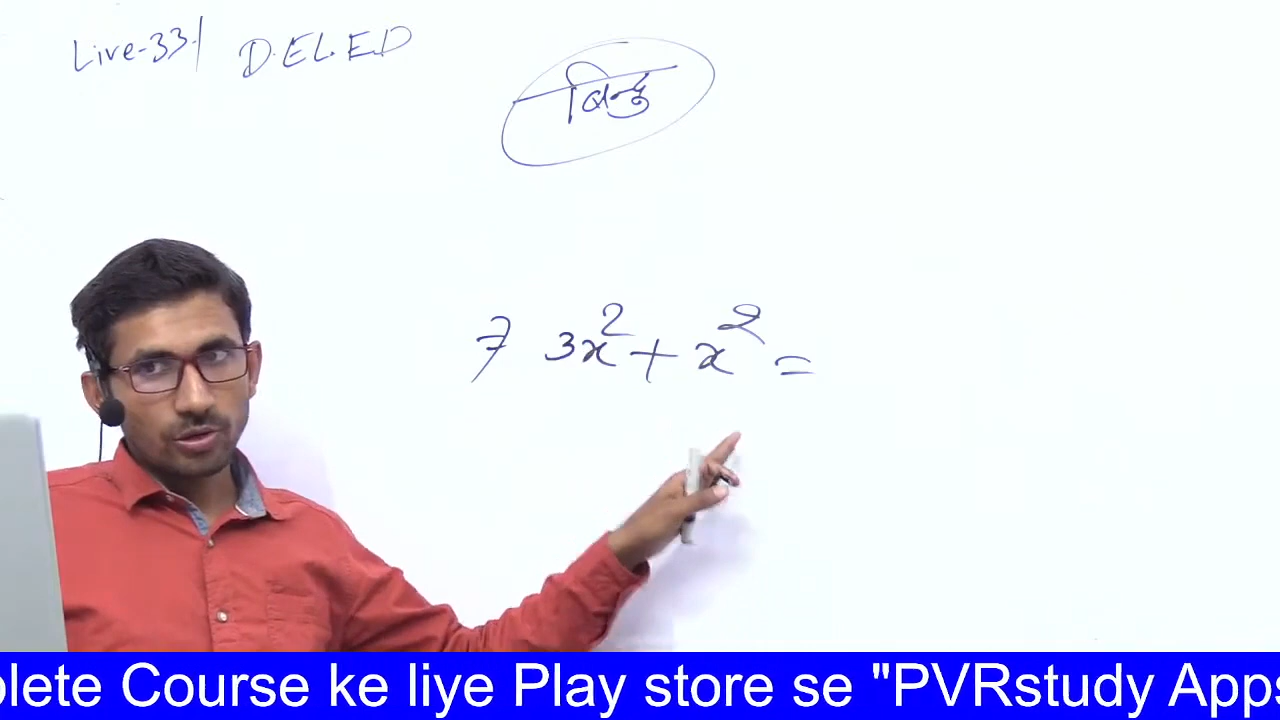 Live-33 | D.EL.ED
बिन्दु
7 3x² + x² =
plete Course ke liye Play store se "PVRstudy Apps